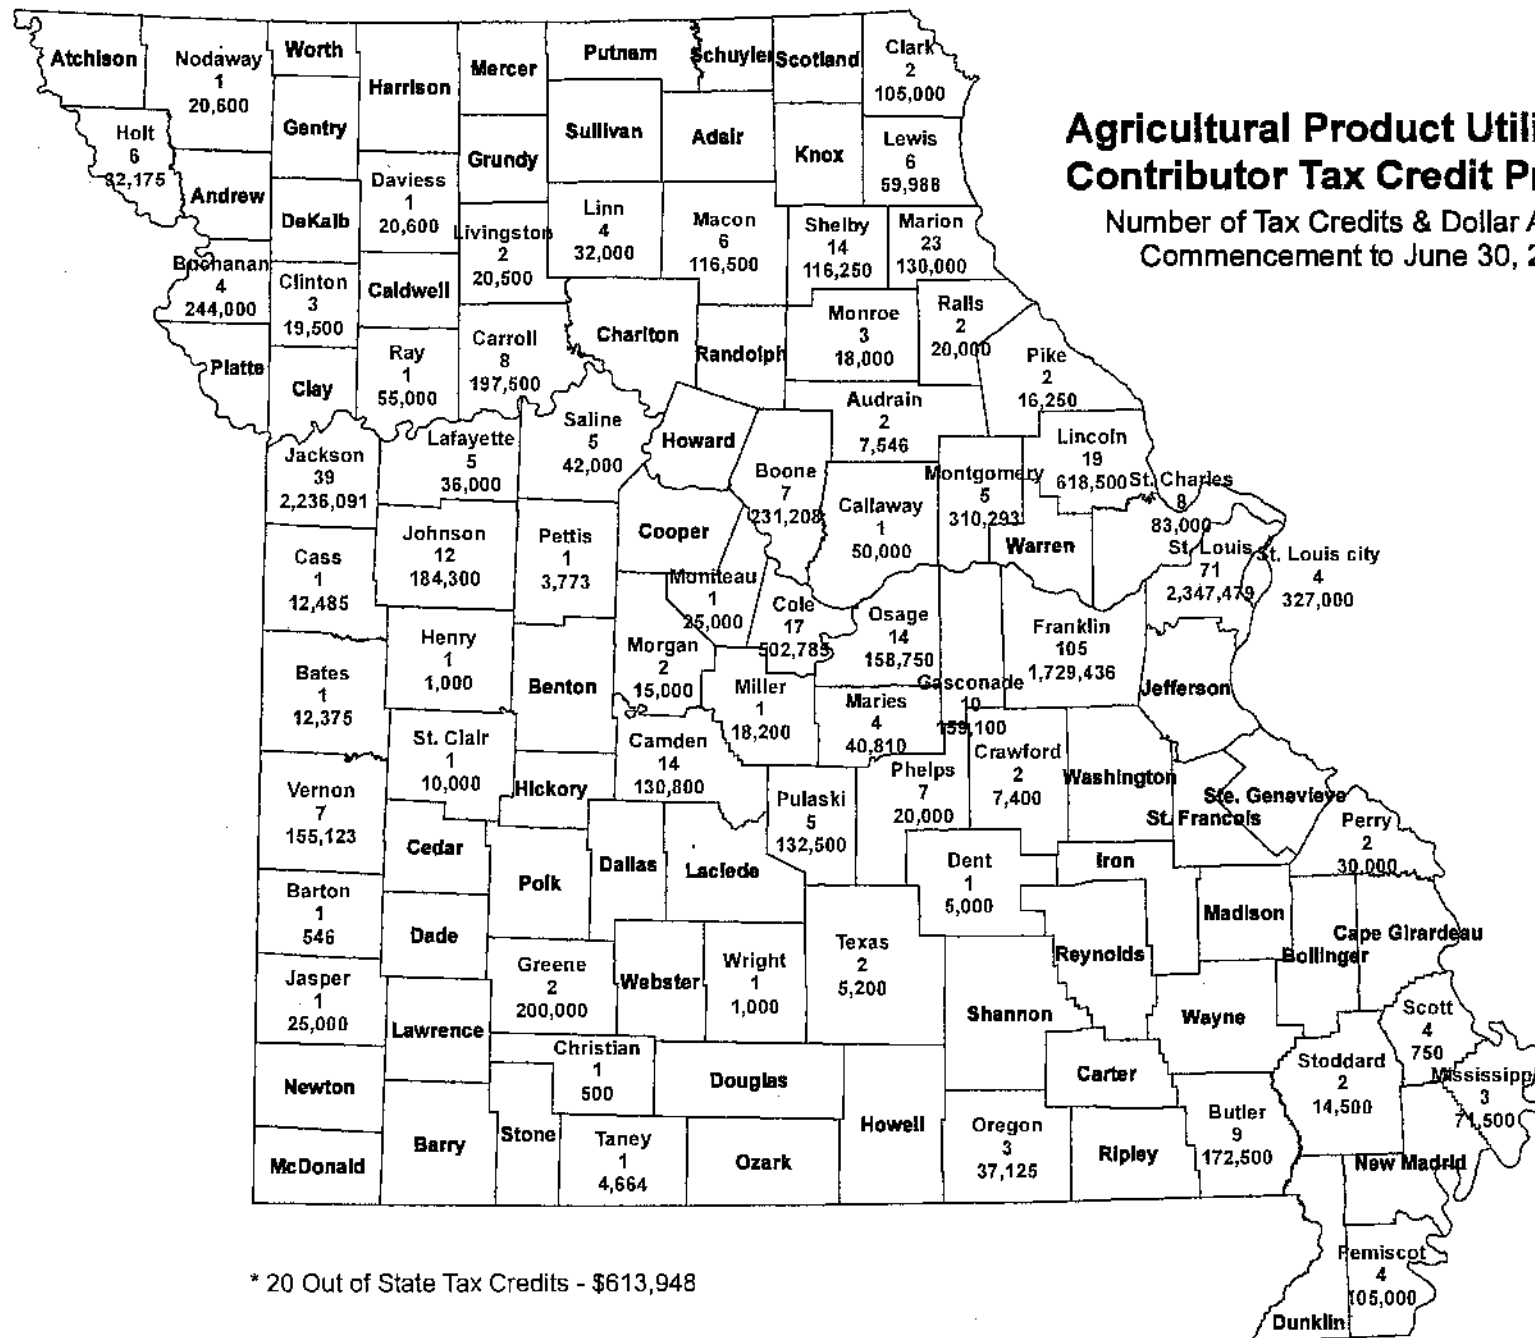 Agricultural Product Utili
Contributor Tax Credit Pr
Number of Tax Credits & Dollar A
Commencement to June 30, 2
Atchison
Nodaway
1
20,600
Worth
Harrison
Mercer
Putnam
Schuyler
Scotland
Clark
2
105,000
Holt
6
32,175
Gentry
Grundy
Sullivan
Adair
Knox
Lewis
6
59,988
Andrew
DeKalb
Daviess
1
20,600
Livingston
2
20,500
Linn
4
32,000
Macon
6
116,500
Shelby
14
116,250
Marion
23
130,000
Buchanan
4
244,000
Clinton
3
19,500
Caldwell
Carroll
8
197,500
Chariton
Randolph
Monroe
3
18,000
Ralls
2
20,000
Pike
2
16,250
Platte
Clay
Ray
1
55,000
Saline
5
42,000
Howard
Audrain
2
7,546
Jackson
39
2,236,091
Lafayette
5
36,000
Boone
7
231,208
Callaway
1
50,000
Montgomery
5
310,293
Lincoln
19
618,500
St. Charles
8
83,000
Cass
1
12,485
Johnson
12
184,300
Pettis
1
3,773
Cooper
Warren
St. Louis
71
2,347,479
St. Louis city
4
327,000
Moniteau
1
25,000
Cole
17
502,785
Osage
14
158,750
Franklin
105
1,729,436
Bates
1
12,375
Henry
1
1,000
Benton
Morgan
2
15,000
Miller
1
18,200
Maries
4
40,810
Gasconade
10
159,100
Jefferson
Vernon
7
155,123
St. Clair
1
10,000
Hickory
Camden
14
130,800
Pulaski
5
132,500
Phelps
7
20,000
Crawford
2
7,400
Washington
St. Francois
Ste. Genevieve
Perry
2
30,000
Cedar
Polk
Dallas
Laclede
Dent
1
5,000
Iron
Barton
1
546
Dade
Greene
2
200,000
Webster
Wright
1
1,000
Texas
2
5,200
Reynolds
Madison
Bollinger
Cape Girardeau
Jasper
1
25,000
Lawrence
Christian
1
500
Douglas
Shannon
Wayne
Scott
4
750
Newton
Stone
Howell
Carter
Stoddard
2
14,500
Mississippi
3
71,500
McDonald
Barry
Taney
1
4,664
Ozark
Oregon
3
37,125
Ripley
Butler
9
172,500
New Madrid
Pemiscot
4
105,000
Dunklin
* 20 Out of State Tax Credits - $613,948